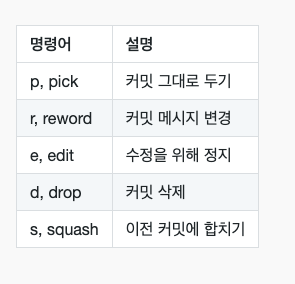 명령어 설명
p, pick 커밋 그대로 두기
r, reword 커밋 메시지 변경
e, edit 수정을 위해 정지
d, drop 커밋 삭제
s, squash 이전 커밋에 합치기